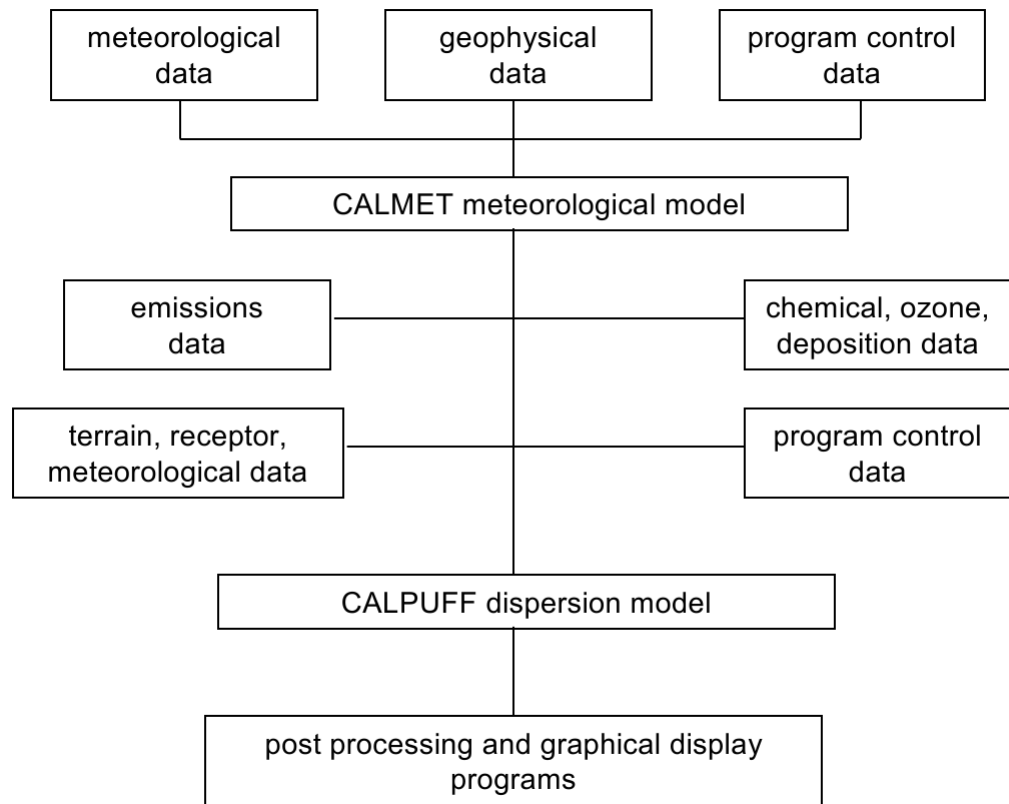 meteorological
data
geophysical
data
program control
data
CALMET meteorological model
emissions
data
chemical, ozone,
deposition data
terrain, receptor,
meteorological data
program control
data
CALPUFF dispersion model
post processing and graphical display
programs